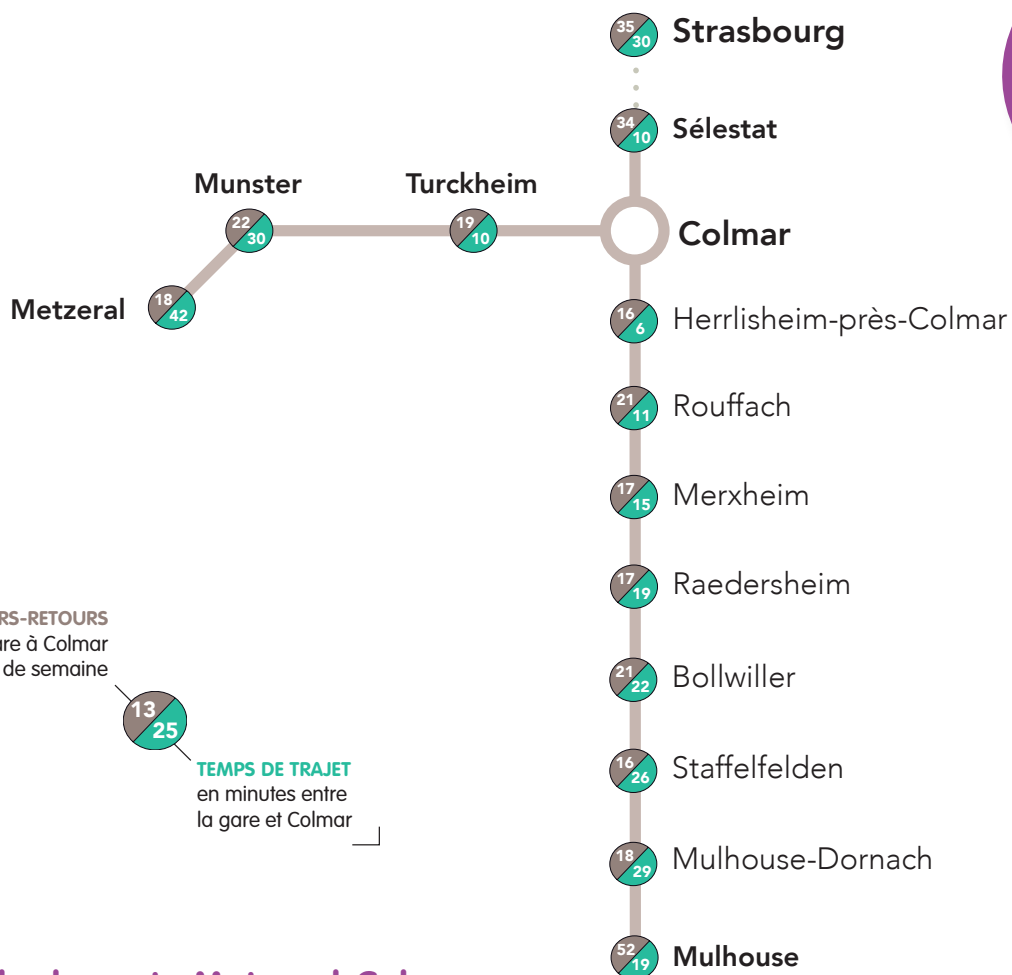 35
30
Strasbourg
34
10
Sélestat
Munster
Turckheim
22
30
19
10
Colmar
Metzeral
18
42
16
6
Herrlisheim-près-Colmar
21
11
Rouffach
17
15
Merxheim
17
19
Raedersheim
21
22
Bollwiller
16
26
Staffelfelden
18
29
Mulhouse-Dornach
52
19
Mulhouse
RS-RETOURS
are à Colmar
de semaine
13
25
TEMPS DE TRAJET
en minutes entre
la gare et Colmar